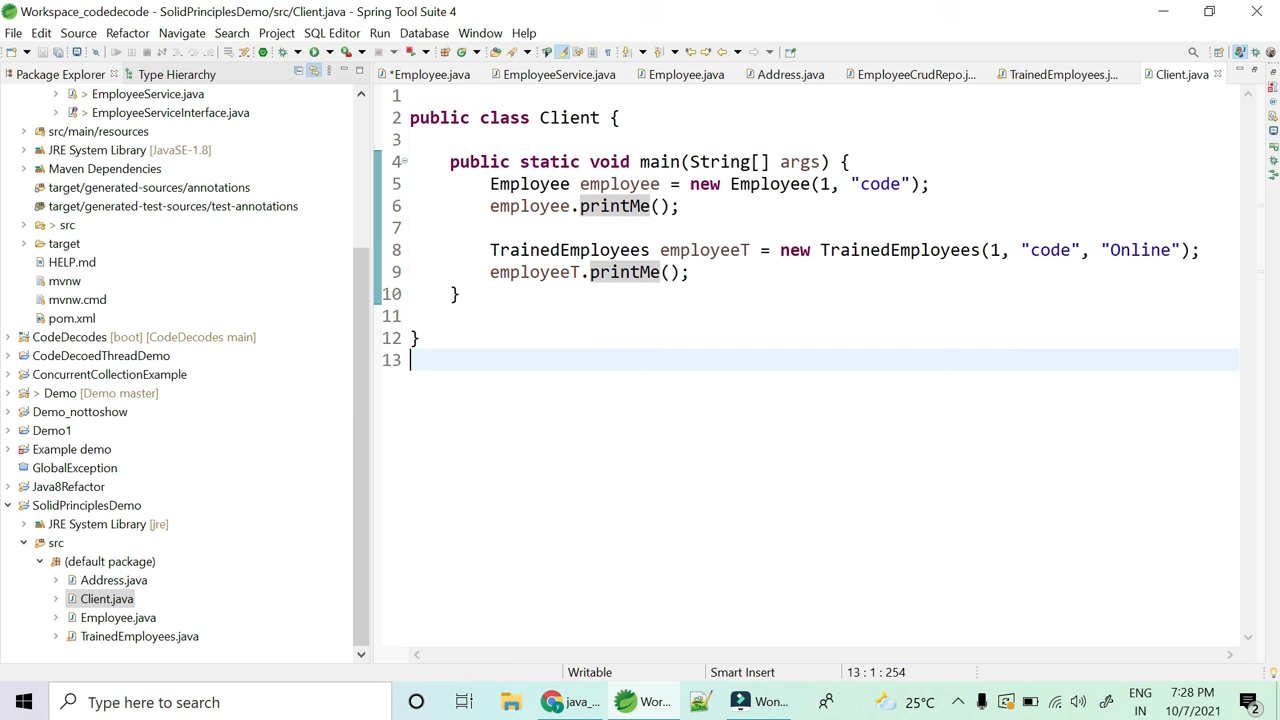 Workspace_codedecode - SolidPrinciplesDemo/src/Client.java - Spring Tool Suite 4
File Edit Source Refactor Navigate Search Project SQL Editor Run Database Window Help
Package Explorer Type Hierarchy
> EmployeeService.java
> EmployeeServiceInterface.java
src/main/resources
JRE System Library [JavaSE-1.8]
Maven Dependencies
target/generated-sources/annotations
target/generated-test-sources/test-annotations
> src
target
HELP.md
mvnw
mvnw.cmd
pom.xml
CodeDecodes [boot] [CodeDecodes main]
CodeDecoedThreadDemo
ConcurrentCollectionExample
> Demo [Demo master]
Demo_nottoshow
Demo1
Example demo
GlobalException
Java8Refactor
SolidPrinciplesDemo
JRE System Library [jre]
src
(default package)
Address.java
Client.java
Employee.java
TrainedEmployees.java
*Employee.java EmployeeService.java Employee.java Address.java EmployeeCrudRepo.j... TrainedEmployees.j... Client.java
1
2 public class Client {
3
4 public static void main(String[] args) {
5 Employee employee = new Employee(1, "code");
6 employee.printMe();
7
8 TrainedEmployees employeeT = new TrainedEmployees(1, "code", "Online");
9 employeeT.printMe();
10 }
11
12 }
13
Writable Smart Insert 13 : 1 : 254
Type here to search java_... Wor... Won... 25°C ENG IN 7:28 PM 10/7/2021 2